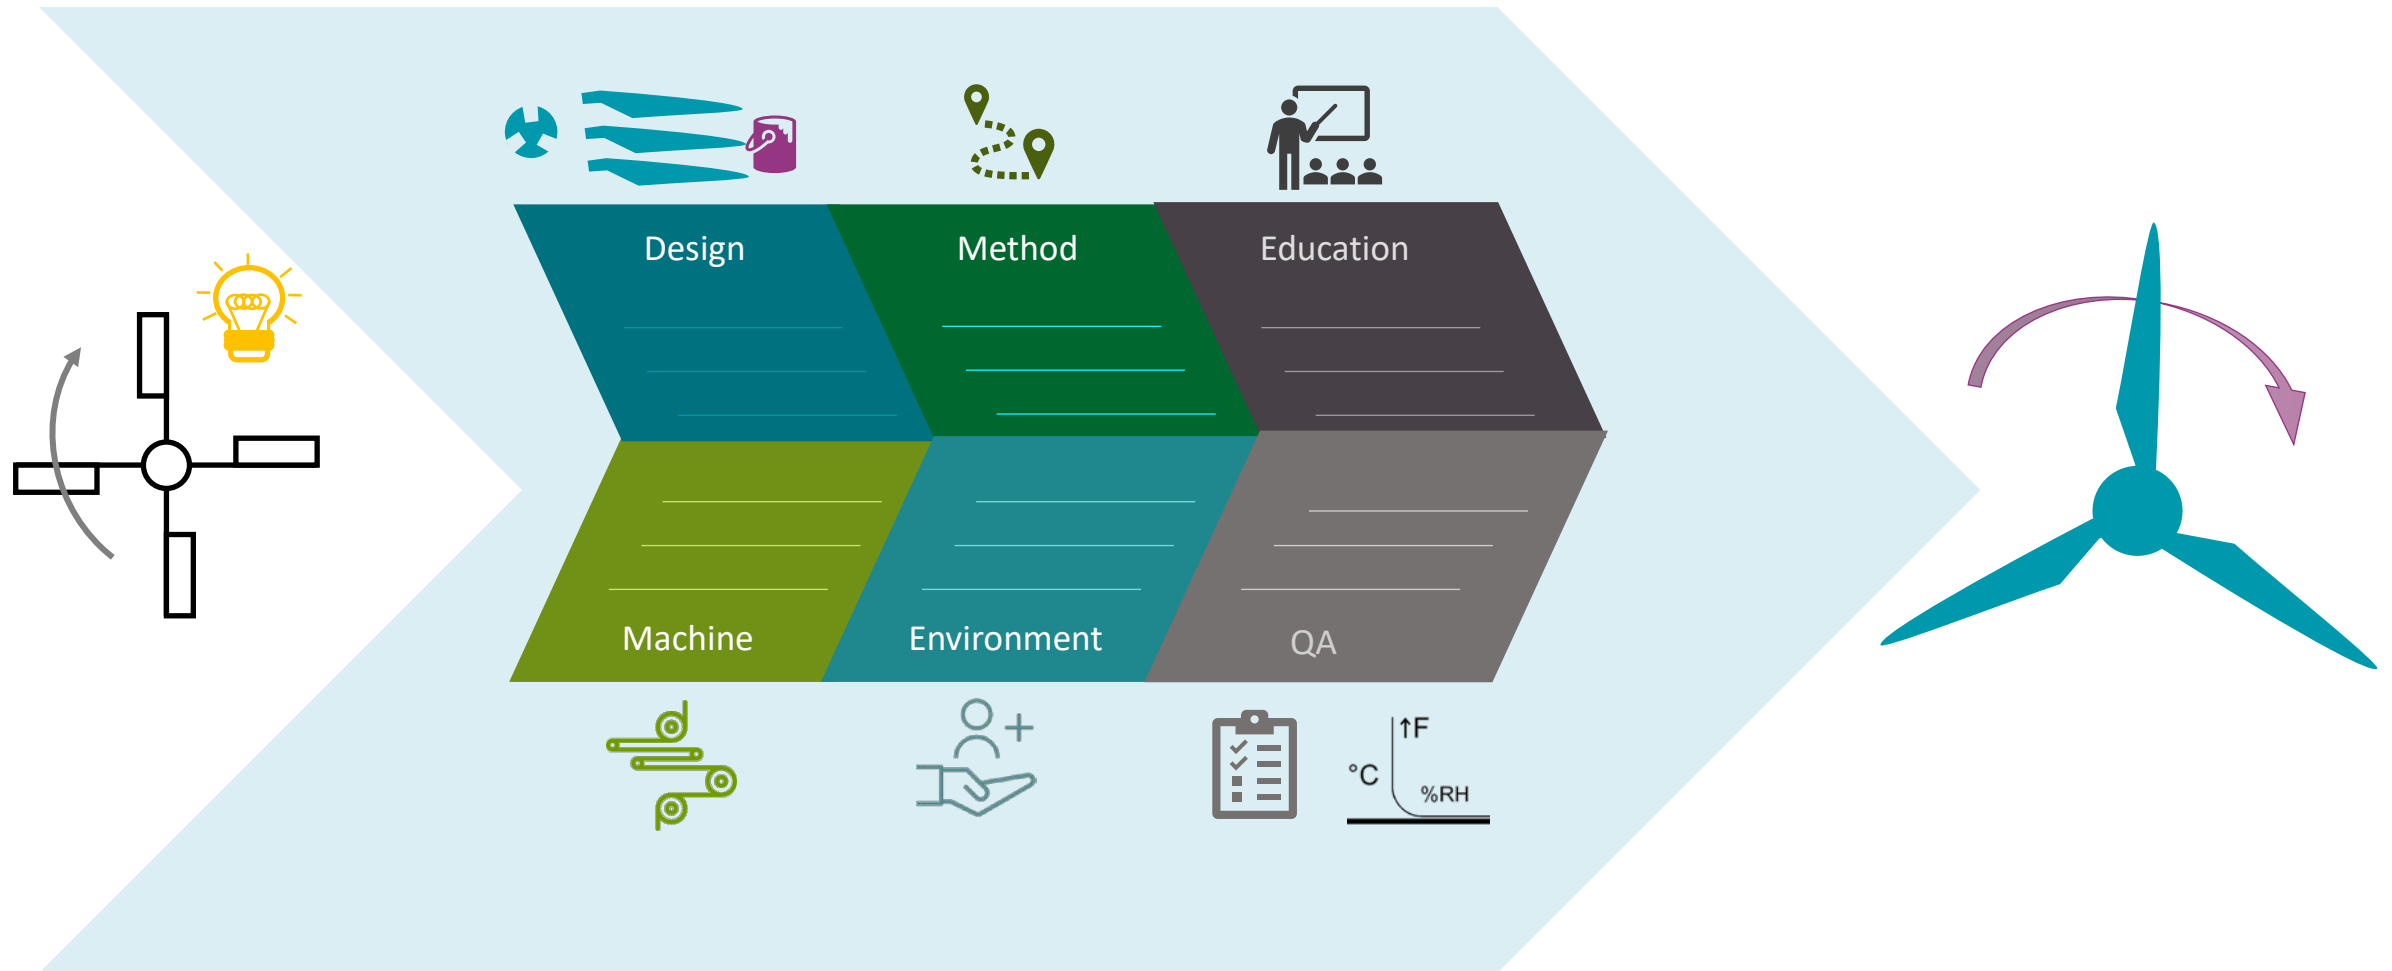 Design
Method
Education
Machine
Environment
QA
↑F
°C
%RH